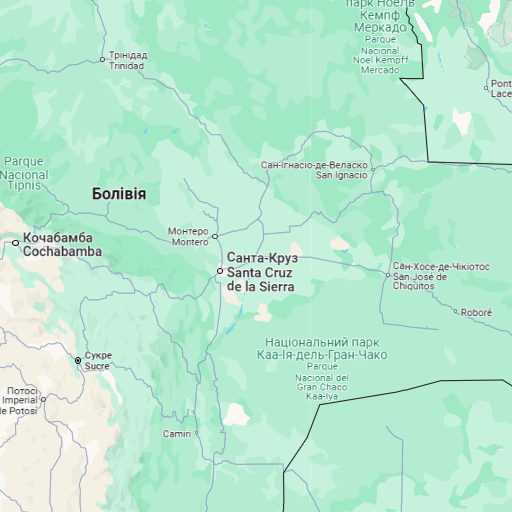 парк Ноель
Кемпф
Меркадо
Parque
Nacional
Noel Kempff
Mercado
Трінідад
Trinidad
Pont
Lace
Parque
Nacional
Tipnis
Сан-Ігнасіо-де-Веласко
San Ignacio
Болівія
Монтеро
Montero
Кочабамба
Cochabamba
Санта-Круз
Santa Cruz
de la Sierra
Сан-Хосе-де-Чікітос
San José de
Chiquitos
Roboré
Національний парк
Каа-Ія-дель-Гран-Чако
Parque
Nacional del
Gran Chaco
Kaa-Iya
Сукре
Sucre
Потосі
Imperial
de Potosí
Camiri